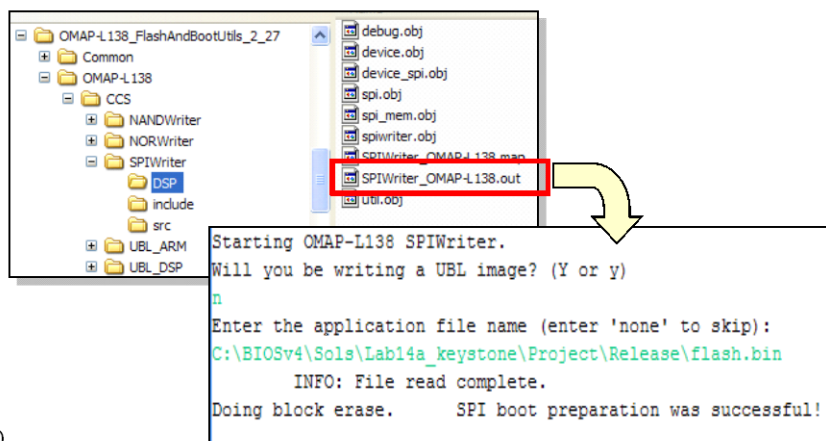 OMAP-L138_FlashAndBootUtils_2_27
Common
OMAP-L138
CCS
NANDWriter
NORWriter
SPIWriter
DSP
include
src
UBL_ARM
UBL_DSP
debug.obj
device.obj
device_spi.obj
spi.obj
spi_mem.obj
spiwriter.obj
SPIWriter_OMAP-L138.map
SPIWriter_OMAP-L138.out
util.obj
Starting OMAP-L138 SPIWriter.
Will you be writing a UBL image? (Y or y)
n
Enter the application file name (enter 'none' to skip):
C:\BIOSv4\Sols\Lab14a_keystone\Project\Release\flash.bin
INFO: File read complete.
Doing block erase. SPI boot preparation was successful!
)